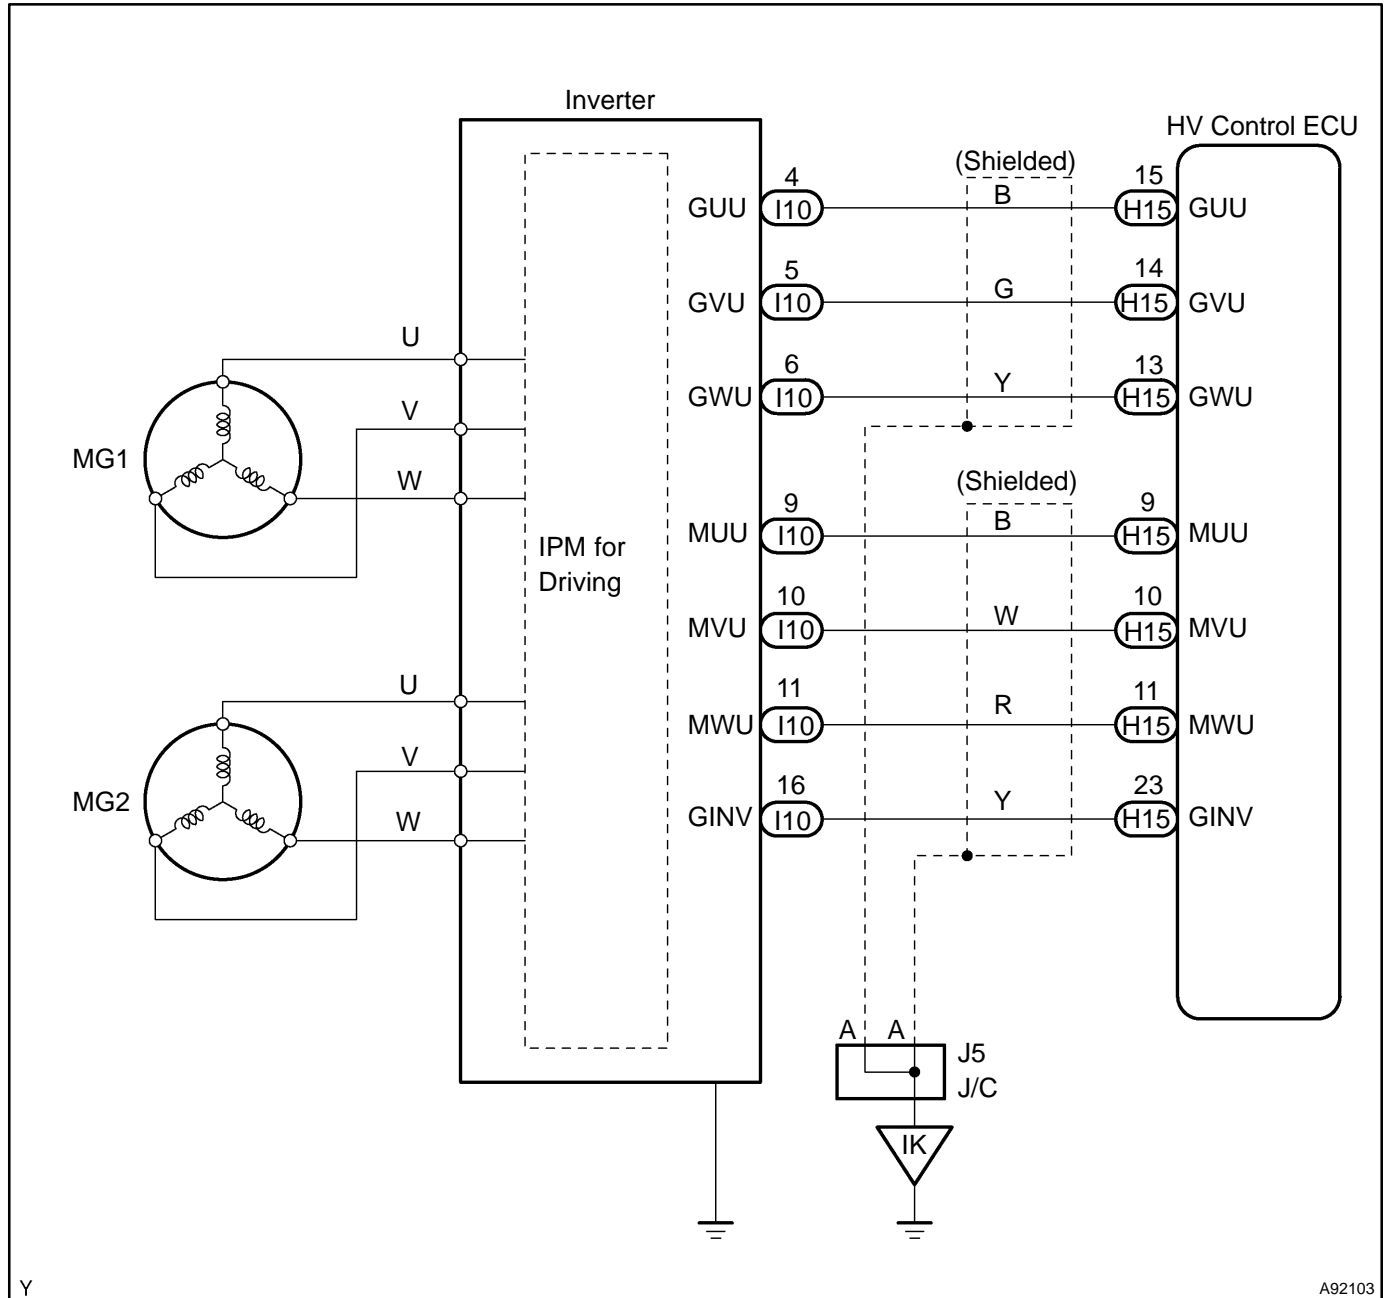 Inverter
HV Control ECU
(Shielded)
GUU 4 I10 B 15 H15 GUU
GVU 5 I10 G 14 H15 GVU
U
GWU 6 I10 Y 13 H15 GWU
V
MG1
W
(Shielded)
MUU 9 I10 B 9 H15 MUU
IPM for
Driving
MVU 10 I10 W 10 H15 MVU
U
MWU 11 I10 R 11 H15 MWU
V
MG2
GINV 16 I10 Y 23 H15 GINV
W
A A
J5
J/C
IK
Y
A92103